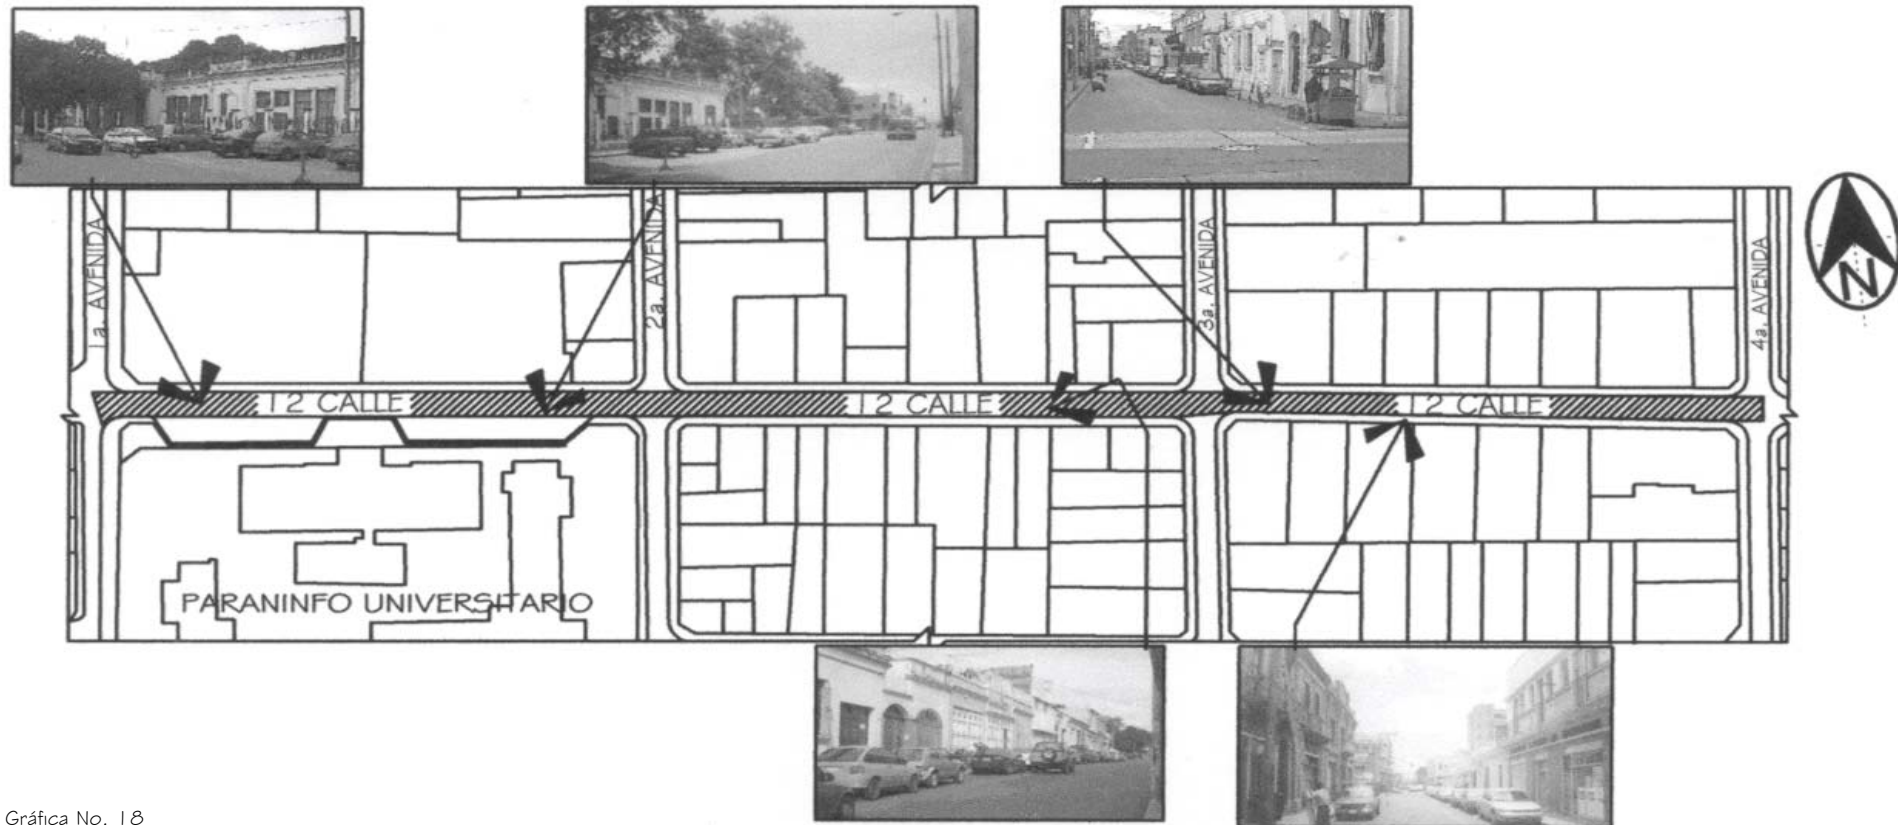 1a. AVENIDA
2a. AVENIDA
3a. AVENIDA
4a. AVENIDA
N
12 CALLE
12 CALLE
12 CALLE
PARANINFO UNIVERSITARIO
Gráfica No. 18